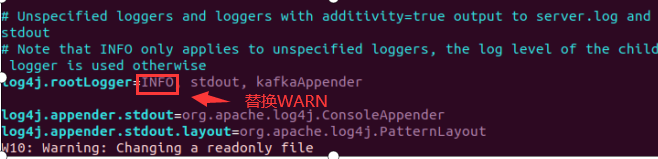 # Unspecified loggers and loggers with additivity=true output to server.log and
stdout
# Note that INFO only applies to unspecified loggers, the log level of the child
logger is used otherwise
log4j.rootLogger=INFO, stdout, kafkaAppender
替换WARN
log4j.appender.stdout=org.apache.log4j.ConsoleAppender
log4j.appender.stdout.layout=org.apache.log4j.PatternLayout
W10: Warning: Changing a readonly file